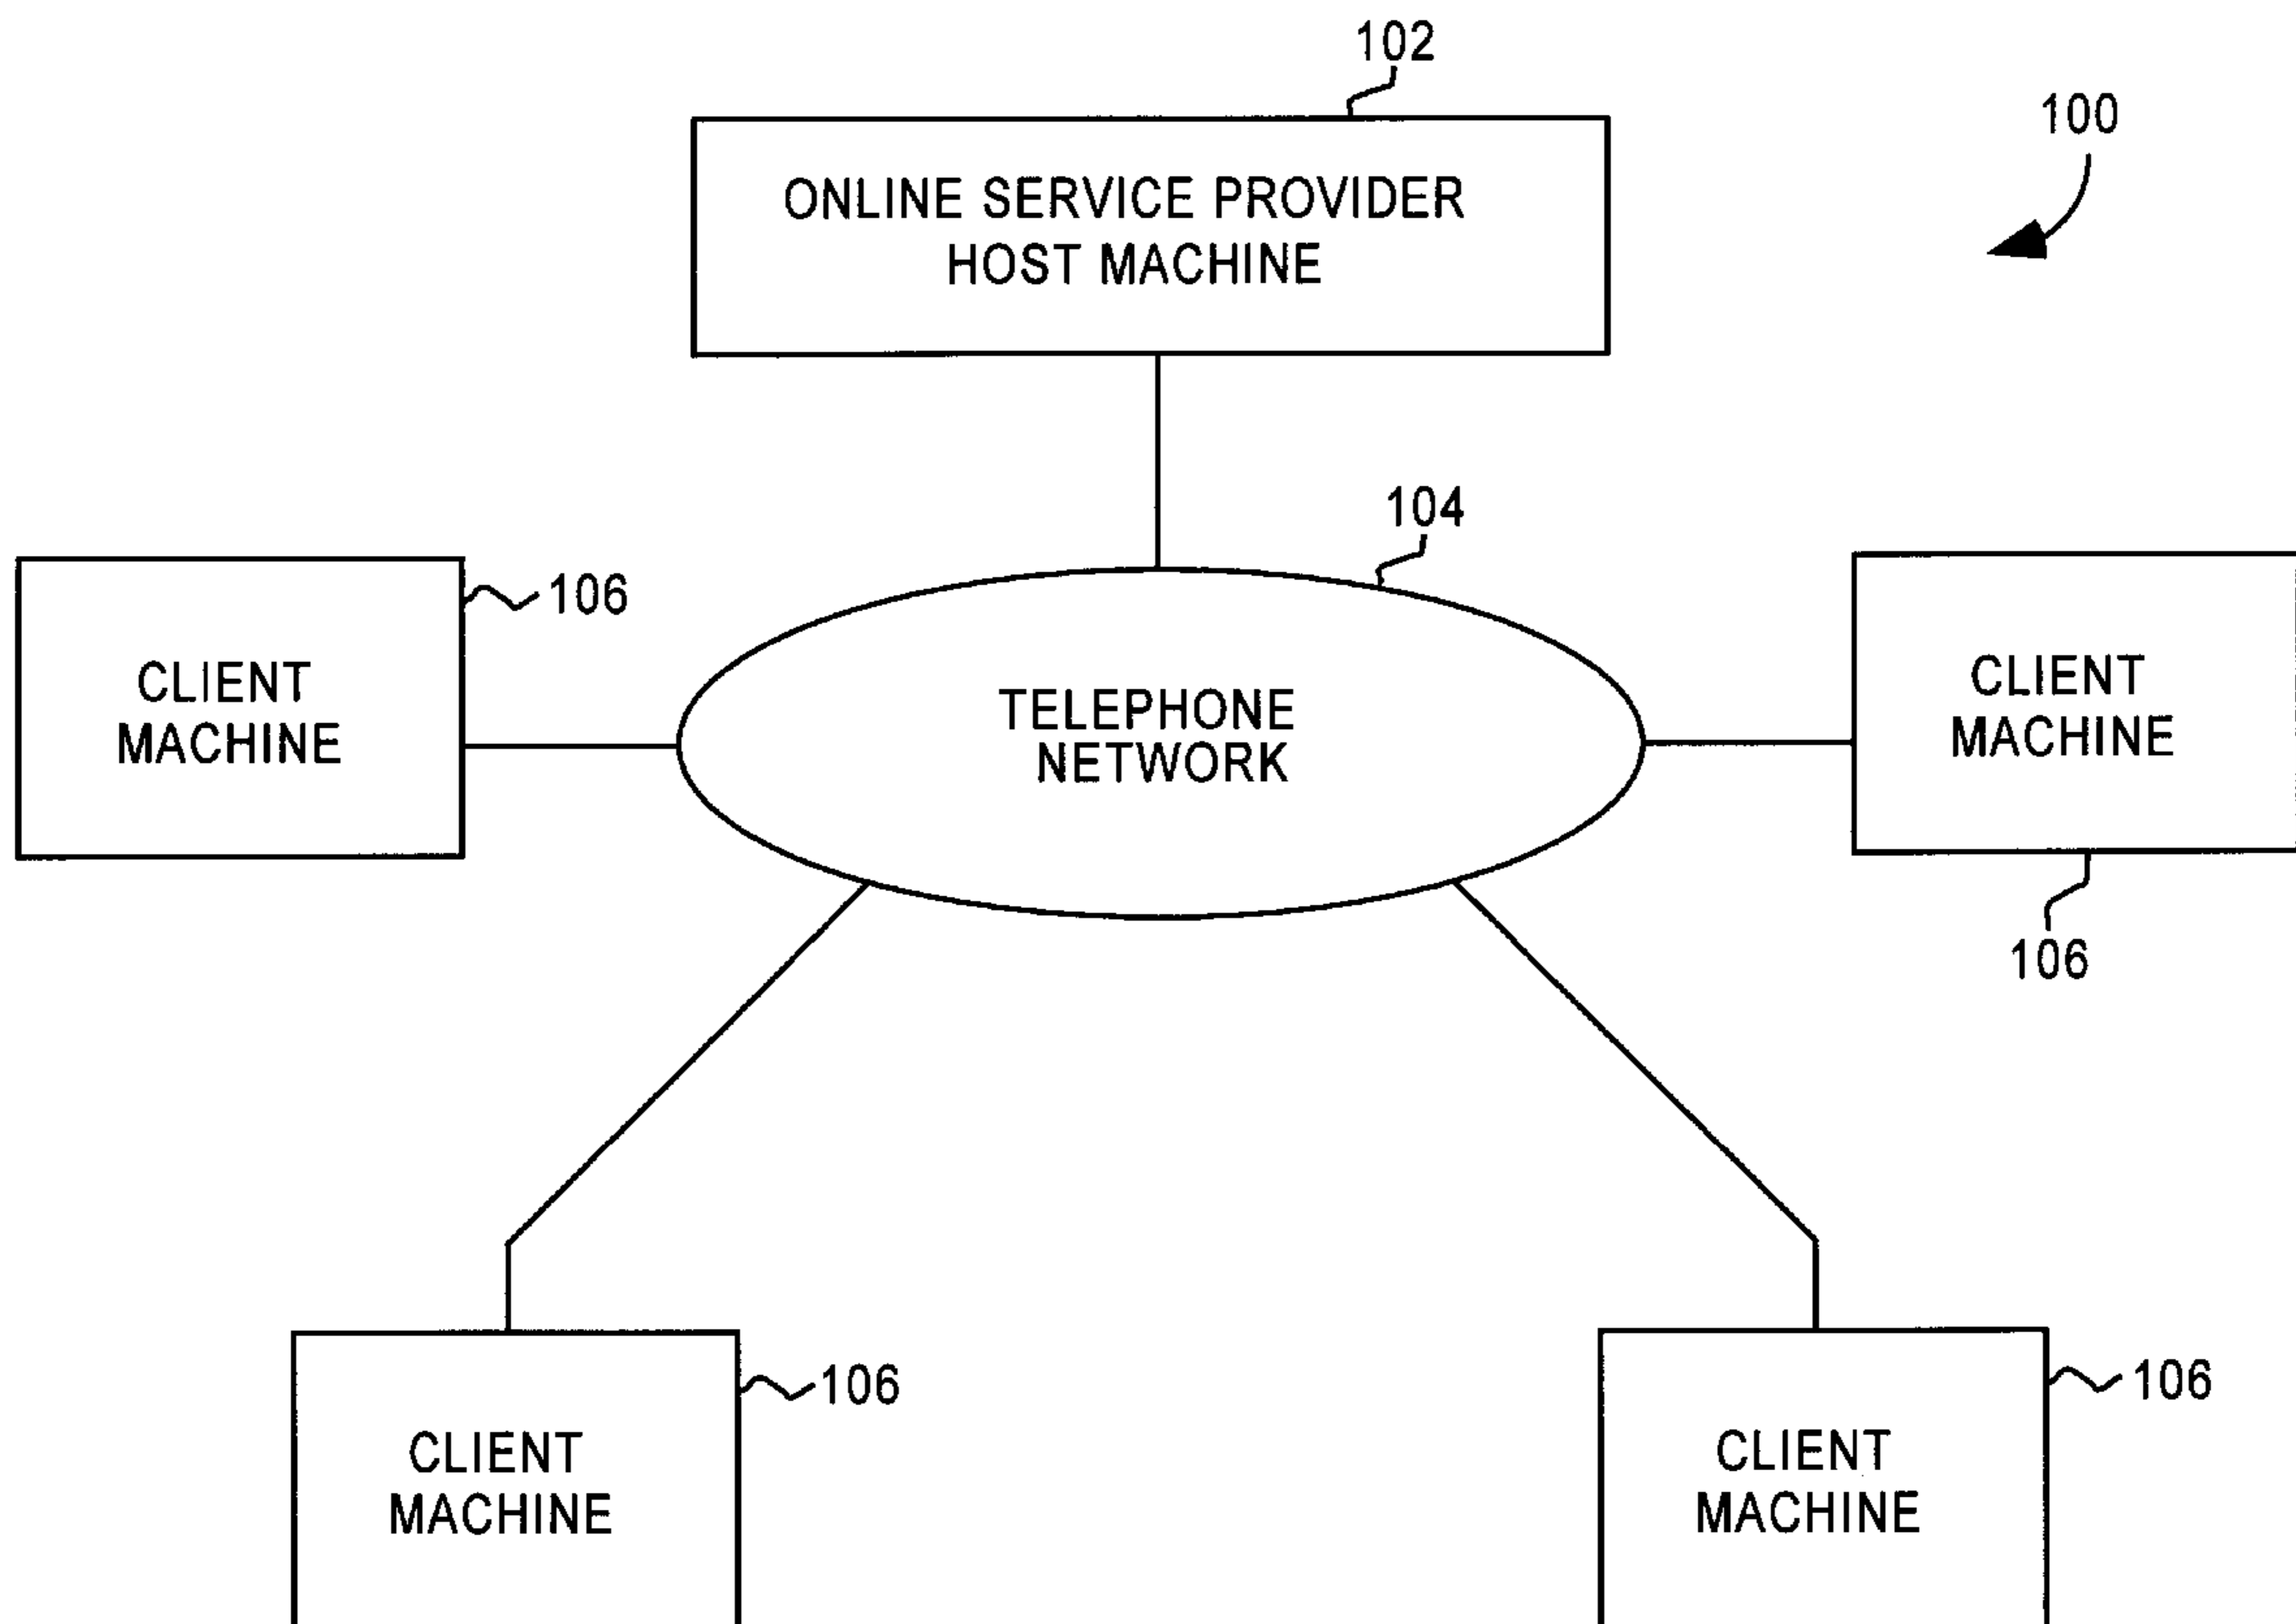 102
100
ONLINE SERVICE PROVIDER
HOST MACHINE
104
106
CLIENT
MACHINE
TELEPHONE
NETWORK
CLIENT
MACHINE
106
106
CLIENT
MACHINE
106
CLIENT
MACHINE